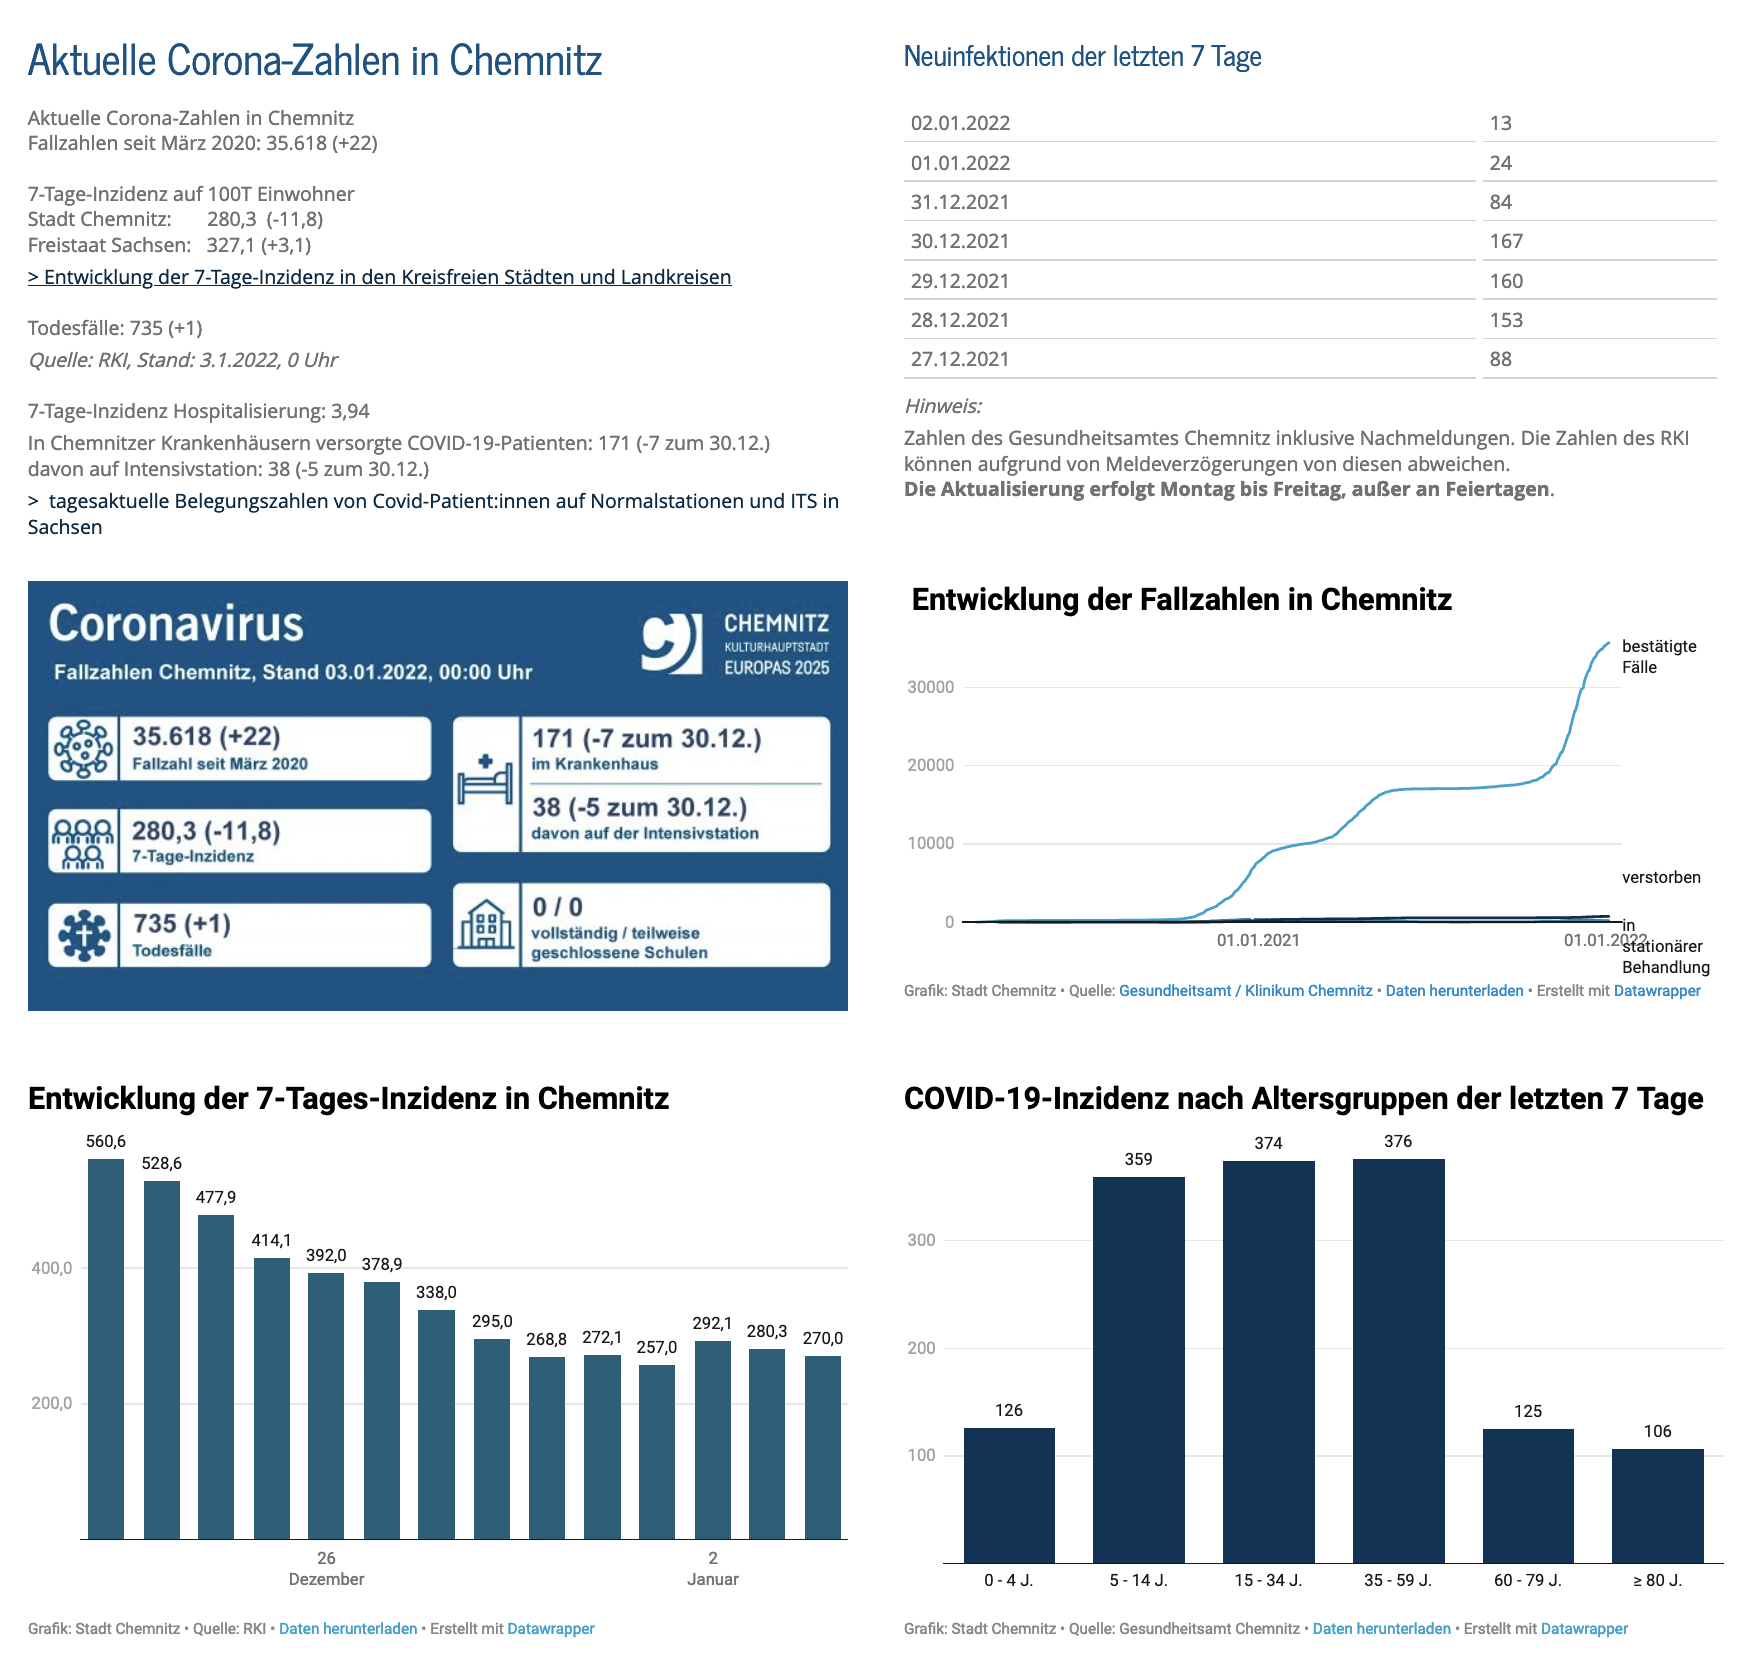 Aktuelle Corona-Zahlen in Chemnitz
Aktuelle Corona-Zahlen in Chemnitz
Fallzahlen seit März 2020: 35.618 (+22)
7-Tage-Inzidenz auf 100T Einwohner
Stadt Chemnitz: 280,3 (-11,8)
Freistaat Sachsen: 327,1 (+3,1)
> Entwicklung der 7-Tage-Inzidenz in den Kreisfreien Städten und Landkreisen
Todesfälle: 735 (+1)
Quelle: RKI, Stand: 3.1.2022, 0 Uhr
7-Tage-Inzidenz Hospitalisierung: 3,94
In Chemnitzer Krankenhäusern versorgte COVID-19-Patienten: 171 (-7 zum 30.12.)
davon auf Intensivstation: 38 (-5 zum 30.12.)
> tagesaktuelle Belegungszahlen von Covid-Patient:innen auf Normalstationen und ITS in
Sachsen
Neuinfektionen der letzten 7 Tage
02.01.2022 13
01.01.2022 24
31.12.2021 84
30.12.2021 167
29.12.2021 160
28.12.2021 153
27.12.2021 88
Hinweis:
Zahlen des Gesundheitsamtes Chemnitz inklusive Nachmeldungen. Die Zahlen des RKI
können aufgrund von Meldeverzögerungen von diesen abweichen.
Die Aktualisierung erfolgt Montag bis Freitag, außer an Feiertagen.
Coronavirus
Fallzahlen Chemnitz, Stand 03.01.2022, 00:00 Uhr
CHEMNITZ
KULTURHAUPTSTADT
EUROPAS 2025
35.618 (+22)
Fallzahl seit März 2020
280,3 (-11,8)
7-Tage-Inzidenz
735 (+1)
Todesfälle
171 (-7 zum 30.12.)
im Krankenhaus
38 (-5 zum 30.12.)
davon auf der Intensivstation
0 / 0
vollständig / teilweise
geschlossene Schulen
Entwicklung der Fallzahlen in Chemnitz
bestätigte
Fälle
30000
20000
10000
verstorben
0
in
stationärer
Behandlung
01.01.2021 01.01.2022
Grafik: Stadt Chemnitz • Quelle: Gesundheitsamt / Klinikum Chemnitz • Daten herunterladen • Erstellt mit Datawrapper
Entwicklung der 7-Tages-Inzidenz in Chemnitz
560,6
528,6
477,9
414,1
392,0
378,9
338,0
295,0
268,8
272,1
257,0
292,1
280,3
270,0
400,0
200,0
26 2
Dezember Januar
Grafik: Stadt Chemnitz • Quelle: RKI • Daten herunterladen • Erstellt mit Datawrapper
COVID-19-Inzidenz nach Altersgruppen der letzten 7 Tage
126
359
374
376
125
106
300
200
100
0 - 4 J. 5 - 14 J. 15 - 34 J. 35 - 59 J. 60 - 79 J. ≥ 80 J.
Grafik: Stadt Chemnitz • Quelle: Gesundheitsamt Chemnitz • Daten herunterladen • Erstellt mit Datawrapper